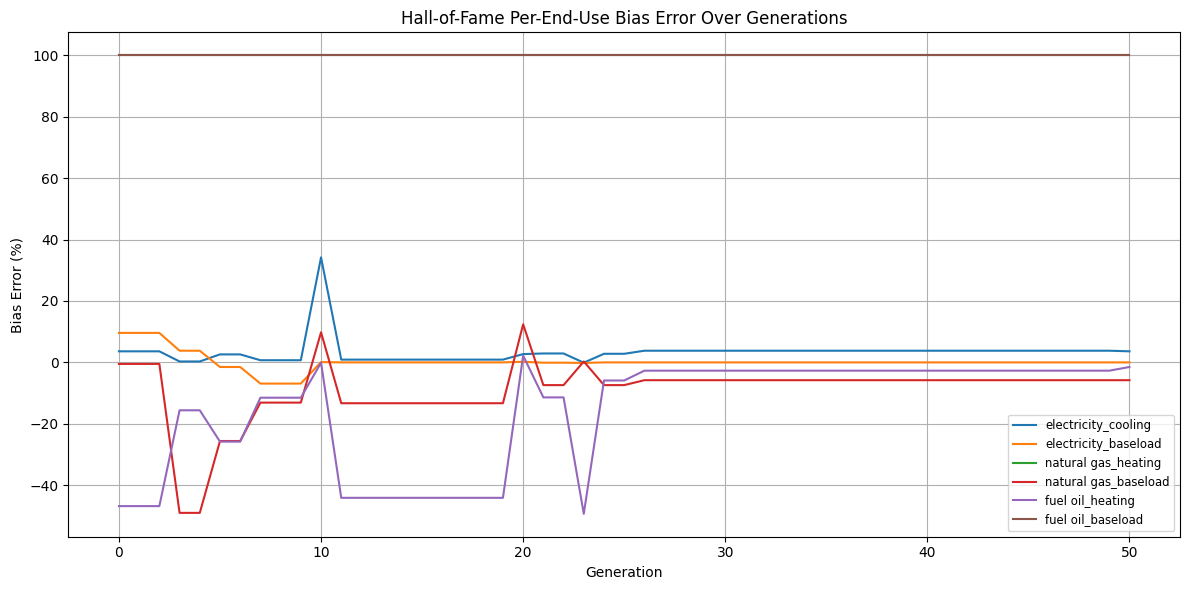 Hall-of-Fame Per-End-Use Bias Error Over Generations
Bias Error (%)
100
80
60
40
20
0
−20
−40
0
10
20
30
40
50
Generation
electricity_cooling
electricity_baseload
natural gas_heating
natural gas_baseload
fuel oil_heating
fuel oil_baseload